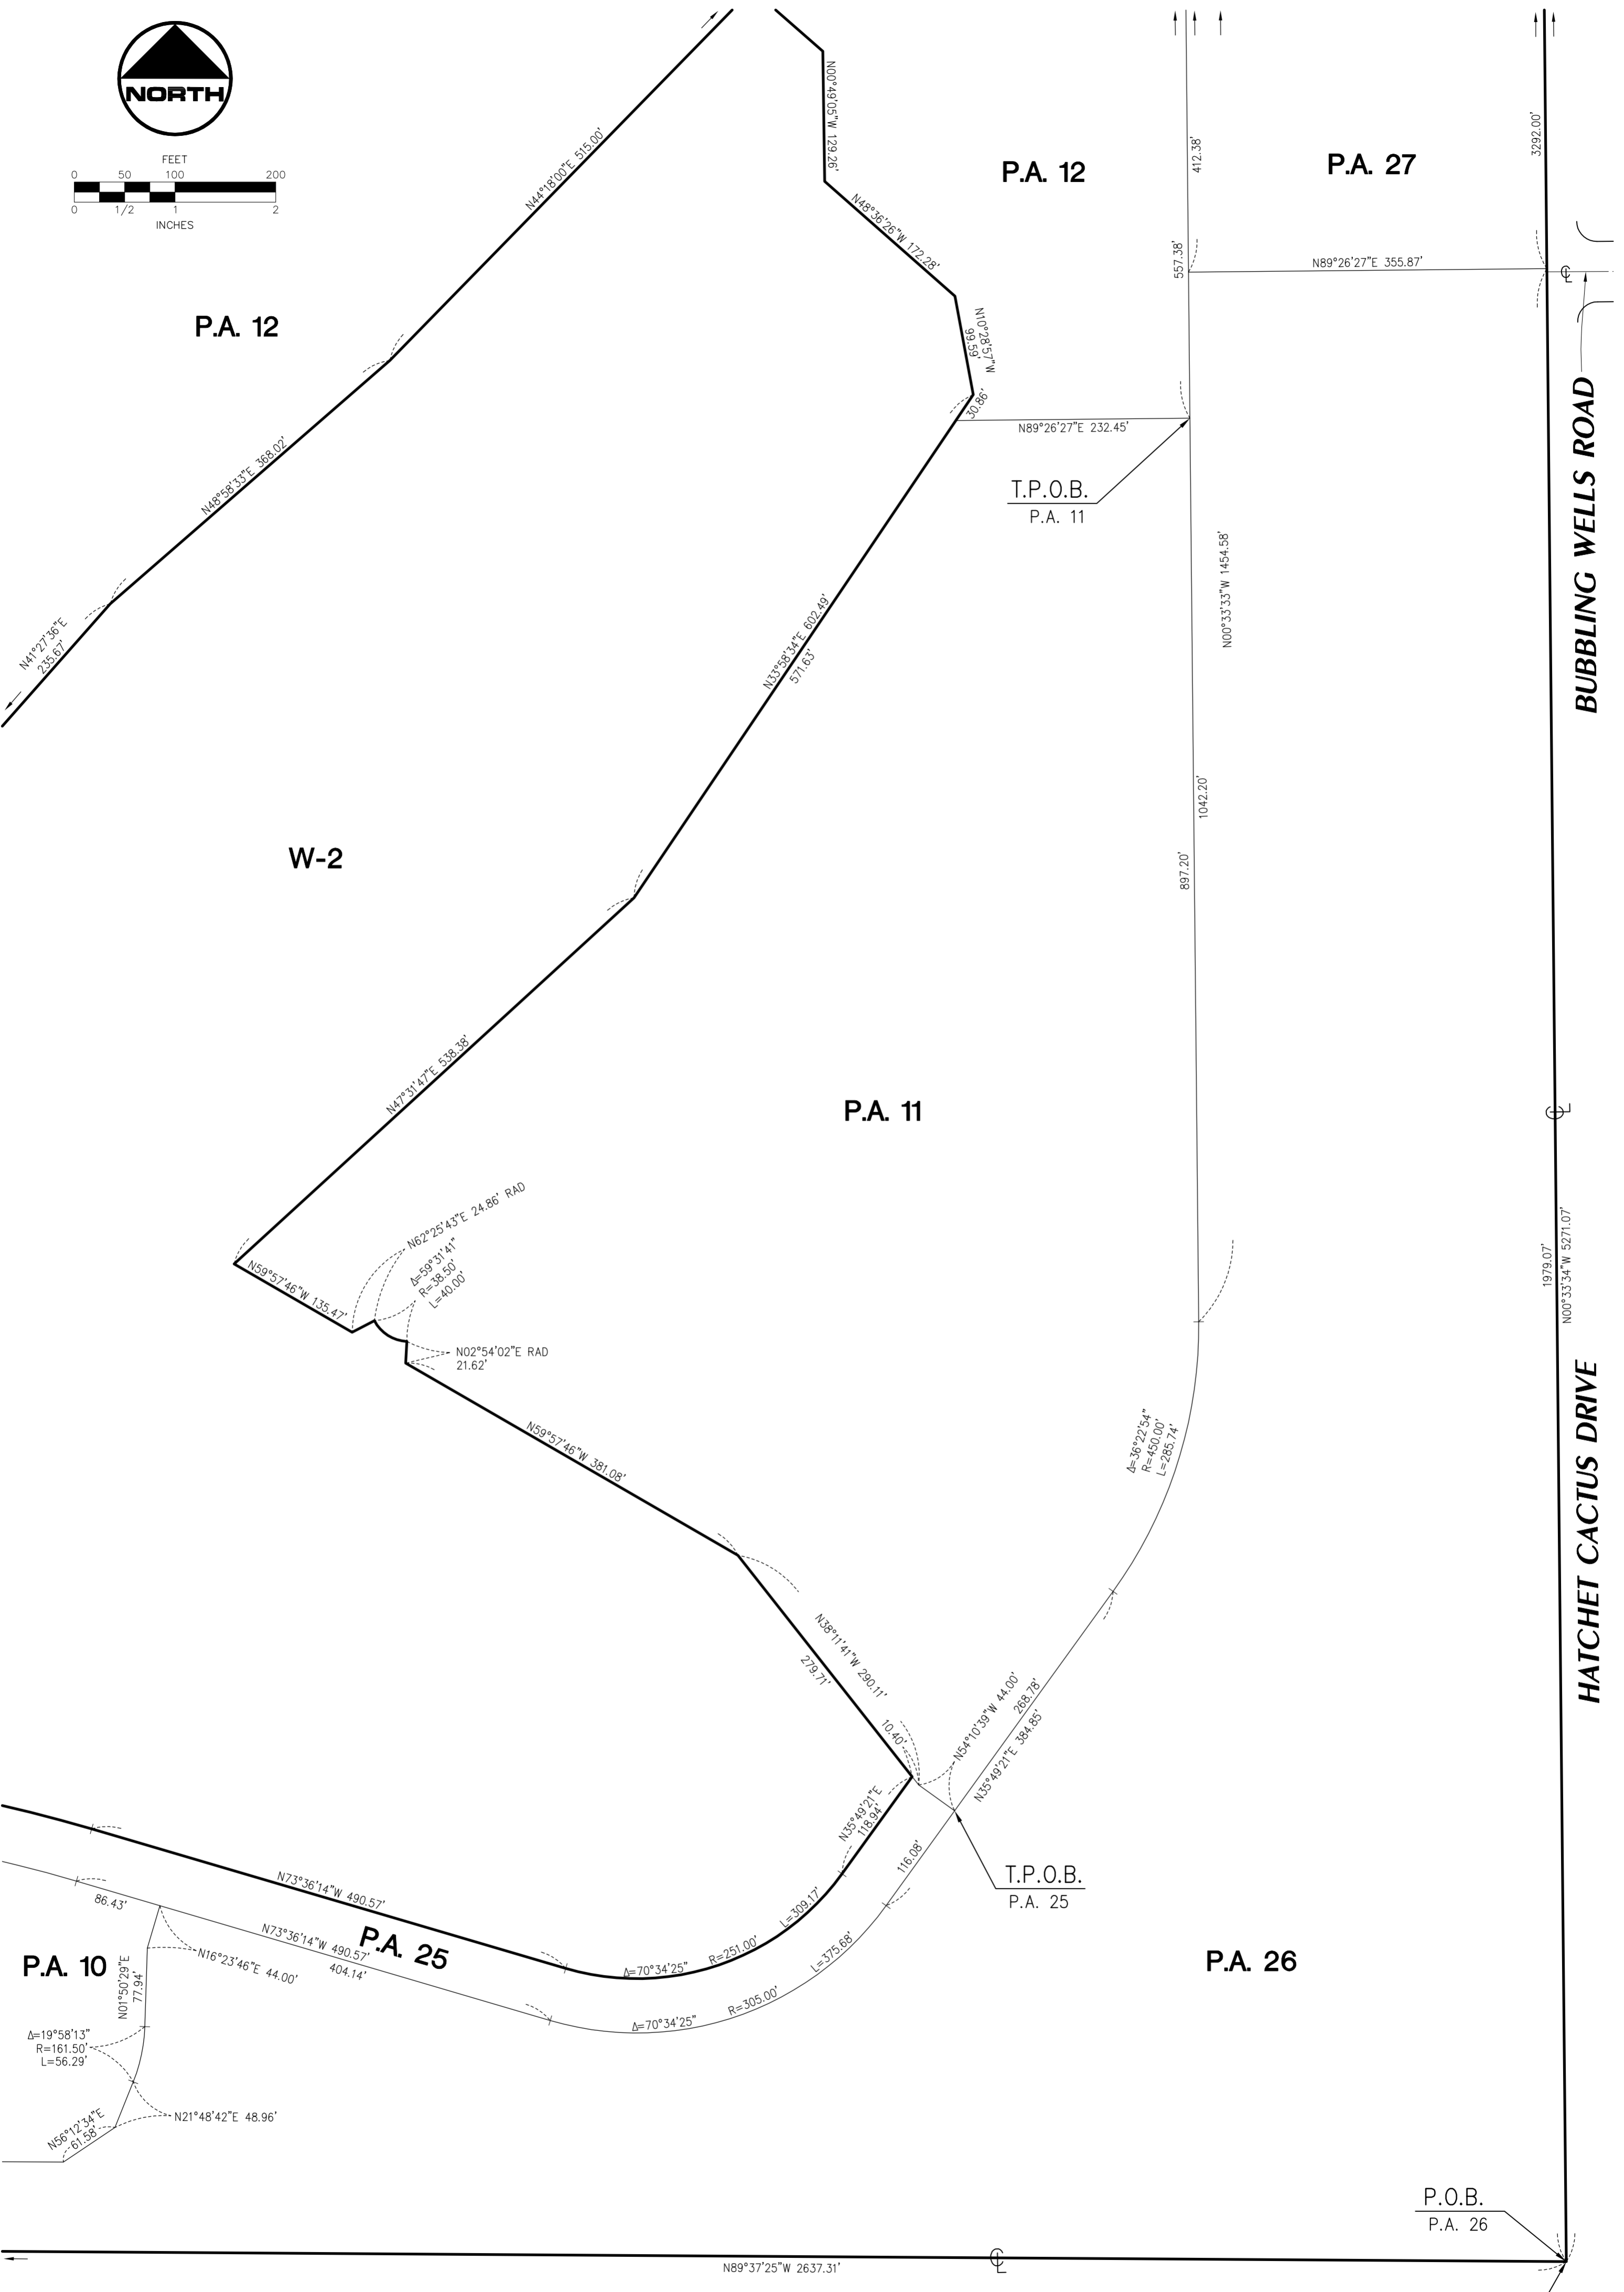 NORTH
FEET
0 50 100 200
0 1/2 1 2
INCHES
N44°18'00"E 515.00'
N00°49'05"W 129.26'
P.A. 12
412.38'
P.A. 27
3292.00'
N48°36'26"W 172.28'
557.38'
N89°26'27"E 355.87'
P.A. 12
N10°28'57"W
99.59'
30.86'
N89°26'27"E 232.45'
N48°58'33"E 368.02'
T.P.O.B.
P.A. 11
BUBBLING WELLS ROAD
N00°33'33"W 1454.58'
N41°27'36"E
235.67'
N33°58'34"E 602.49'
571.63'
1042.20'
W-2
897.20'
N47°31'47"E 538.38'
P.A. 11
N62°25'43"E 24.86' RAD
Δ=59°31'41"
R=38.50'
L=40.00'
N59°57'46"W 135.47'
N02°54'02"E RAD
21.62'
1979.07'
N00°33'34"W 5271.07'
HATCHET CACTUS DRIVE
N59°57'46"W 381.08'
Δ=36°22'54"
R=450.00'
L=285.74'
N38°11'41"W 290.11'
279.71'
10.40'
N54°10'39"W 44.00'
268.78'
N35°49'21"E 384.85'
N35°49'21"E
118.94'
116.08'
T.P.O.B.
P.A. 25
N73°36'14"W 490.57'
86.43'
N73°36'14"W 490.57'
404.14'
P.A. 25
L=309.17'
R=251.00'
Δ=70°34'25"
L=375.68'
R=305.00'
Δ=70°34'25"
P.A. 10
N16°23'46"E 44.00'
N01°50'29"E
77.94'
P.A. 26
Δ=19°58'13"
R=161.50'
L=56.29'
N21°48'42"E 48.96'
N56°12'34"E
61.58'
P.O.B.
P.A. 26
N89°37'25"W 2637.31'